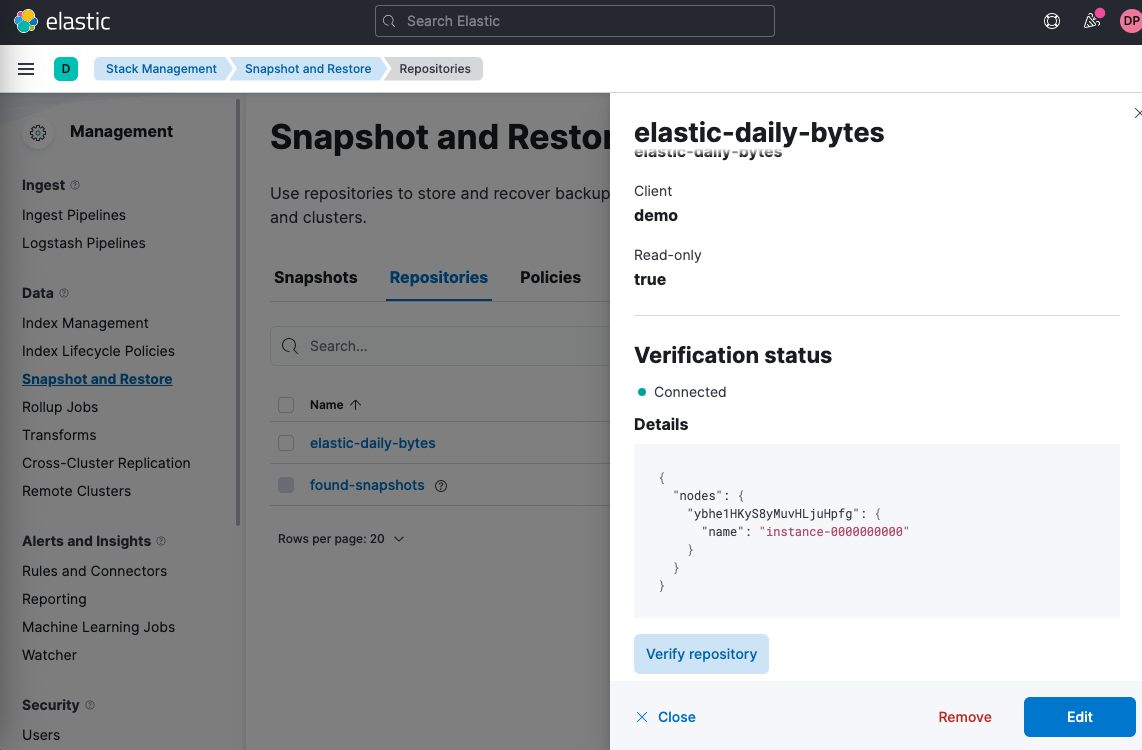 elastic
Search Elastic
DP
D
Stack Management
Snapshot and Restore
Repositories
Management
Ingest
Ingest Pipelines
Logstash Pipelines
Data
Index Management
Index Lifecycle Policies
Snapshot and Restore
Rollup Jobs
Transforms
Cross-Cluster Replication
Remote Clusters
Alerts and Insights
Rules and Connectors
Reporting
Machine Learning Jobs
Watcher
Security
Users
Snapshot and Restor
Use repositories to store and recover backup
and clusters.
Snapshots
Repositories
Policies
Search...
Name
elastic-daily-bytes
found-snapshots
Rows per page: 20
elastic-daily-bytes
elastic-daily-bytes
Client
demo
Read-only
true
Verification status
Connected
Details
{
"nodes": {
"ybhe1HKyS8yMuvHLjuHpfg": {
"name": "instance-0000000000"
}
}
}
Verify repository
Close
Remove
Edit